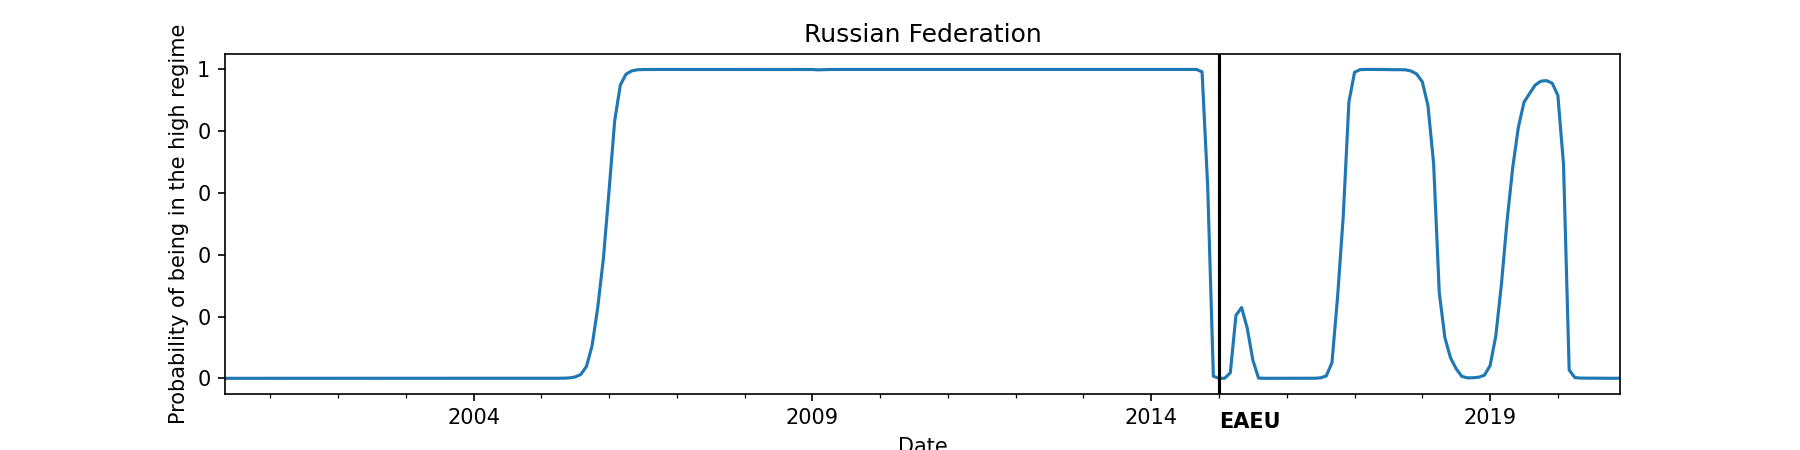 Russian Federation
Probability of being in the high regime
1
0
0
0
0
0
2004
2009
2014
EAEU
2019
Date